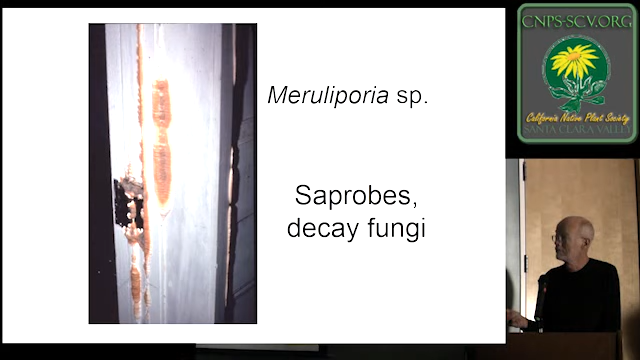 CNPS-SCV.ORG
Meruliporia sp.
California Native Plant Society
SANTA CLARA VALLEY
Saprobes,
decay fungi